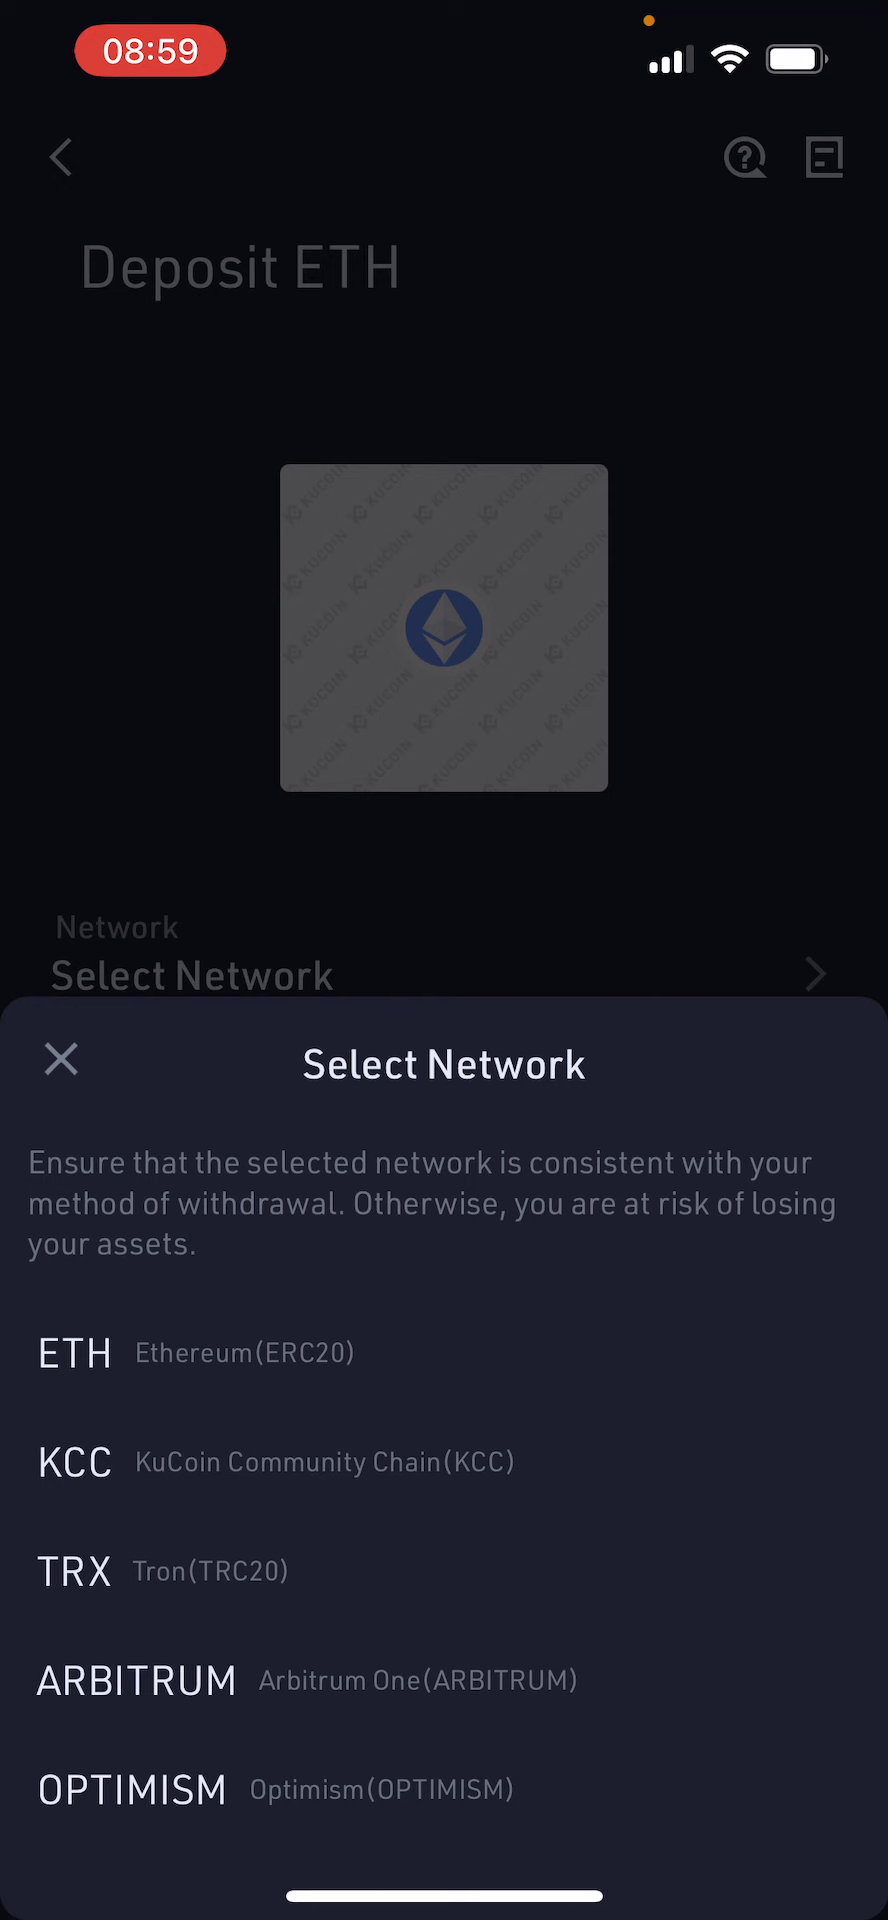 08:59
Deposit ETH
Network
Select Network
Select Network
Ensure that the selected network is consistent with your
method of withdrawal. Otherwise, you are at risk of losing
your assets.
ETH Ethereum(ERC20)
KCC KuCoin Community Chain(KCC)
TRX Tron(TRC20)
ARBITRUM Arbitrum One(ARBITRUM)
OPTIMISM Optimism(OPTIMISM)